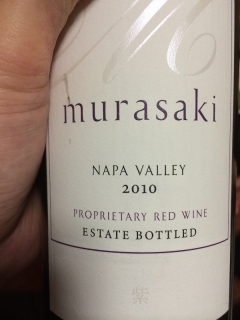 murasaki
NAPA VALLEY
2010
PROPRIETARY RED WINE
ESTATE BOTTLED